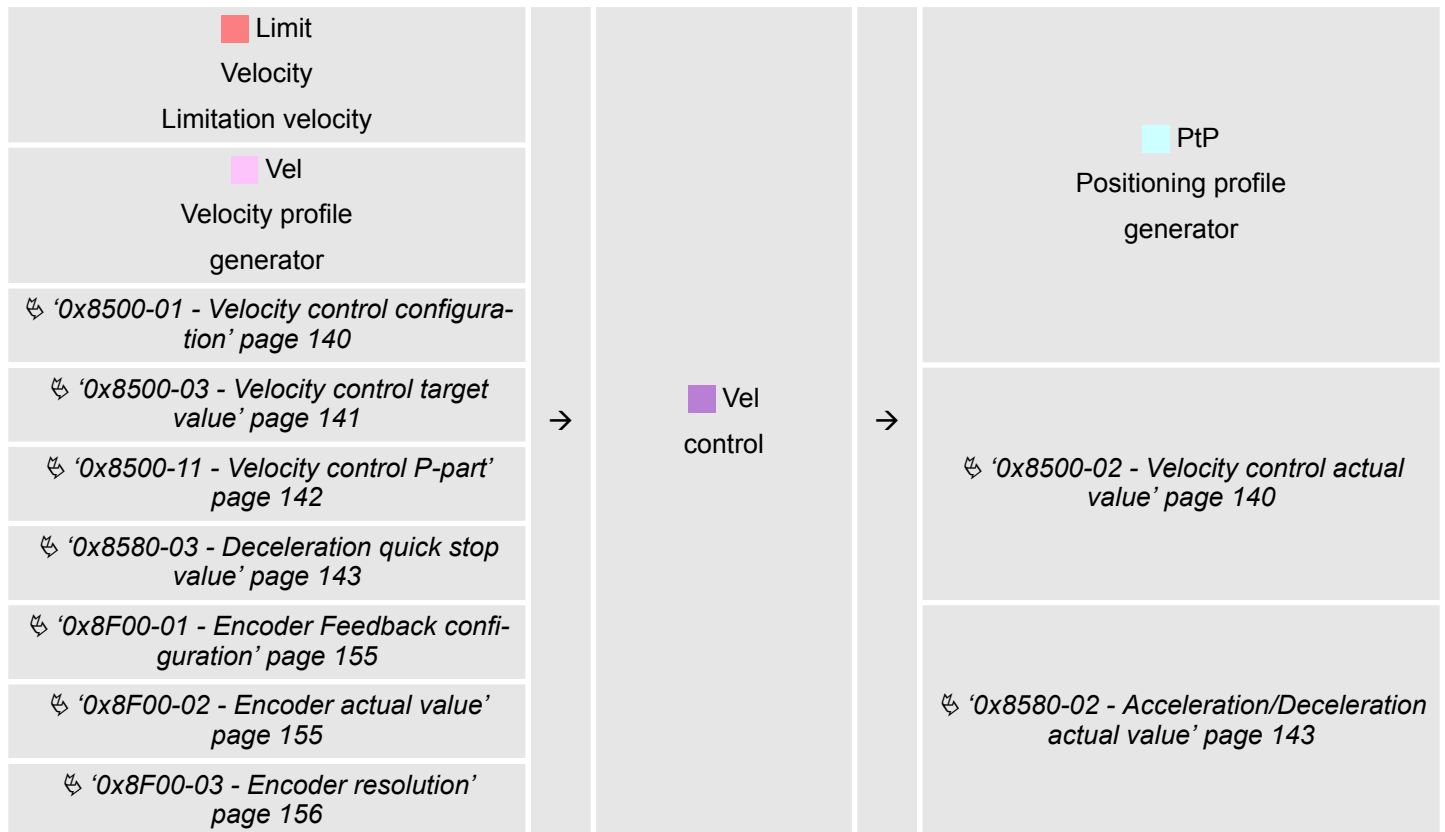 Limit
Velocity
Limitation velocity
Vel
Velocity profile
generator
↳ ‘0x8500-01 - Velocity control configura-
tion’ page 140
↳ ‘0x8500-03 - Velocity control target
value’ page 141
↳ ‘0x8500-11 - Velocity control P-part’
page 142
↳ ‘0x8580-03 - Deceleration quick stop
value’ page 143
↳ ‘0x8F00-01 - Encoder Feedback confi-
guration’ page 155
↳ ‘0x8F00-02 - Encoder actual value’
page 155
↳ ‘0x8F00-03 - Encoder resolution’
page 156
→
Vel
control
→
PtP
Positioning profile
generator
↳ ‘0x8500-02 - Velocity control actual
value’ page 140
↳ ‘0x8580-02 - Acceleration/Deceleration
actual value’ page 143